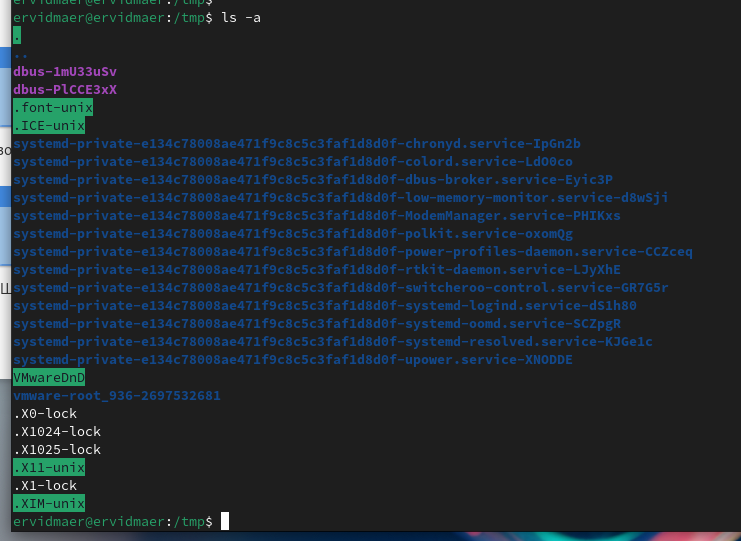 ervidmaer@ervidmaer:/tmp$
ervidmaer@ervidmaer:/tmp$ ls -a
.
..
dbus-1mU33uSv
dbus-PlCCE3xX
.font-unix
.ICE-unix
systemd-private-e134c78008ae471f9c8c5c3faf1d8d0f-chronyd.service-IpGn2b
systemd-private-e134c78008ae471f9c8c5c3faf1d8d0f-colord.service-LdO0co
systemd-private-e134c78008ae471f9c8c5c3faf1d8d0f-dbus-broker.service-Eyic3P
systemd-private-e134c78008ae471f9c8c5c3faf1d8d0f-low-memory-monitor.service-d8wSji
systemd-private-e134c78008ae471f9c8c5c3faf1d8d0f-ModemManager.service-PHIKxs
systemd-private-e134c78008ae471f9c8c5c3faf1d8d0f-polkit.service-oxomQg
systemd-private-e134c78008ae471f9c8c5c3faf1d8d0f-power-profiles-daemon.service-CCZceq
systemd-private-e134c78008ae471f9c8c5c3faf1d8d0f-rtkit-daemon.service-LJyXhE
systemd-private-e134c78008ae471f9c8c5c3faf1d8d0f-switcheroo-control.service-GR7G5r
systemd-private-e134c78008ae471f9c8c5c3faf1d8d0f-systemd-logind.service-dS1h80
systemd-private-e134c78008ae471f9c8c5c3faf1d8d0f-systemd-oomd.service-SCZpgR
systemd-private-e134c78008ae471f9c8c5c3faf1d8d0f-systemd-resolved.service-KJGe1c
systemd-private-e134c78008ae471f9c8c5c3faf1d8d0f-upower.service-XNODDE
VMwareDnD
vmware-root_936-2697532681
.X0-lock
.X1024-lock
.X1025-lock
.X11-unix
.X1-lock
.XIM-unix
ervidmaer@ervidmaer:/tmp$